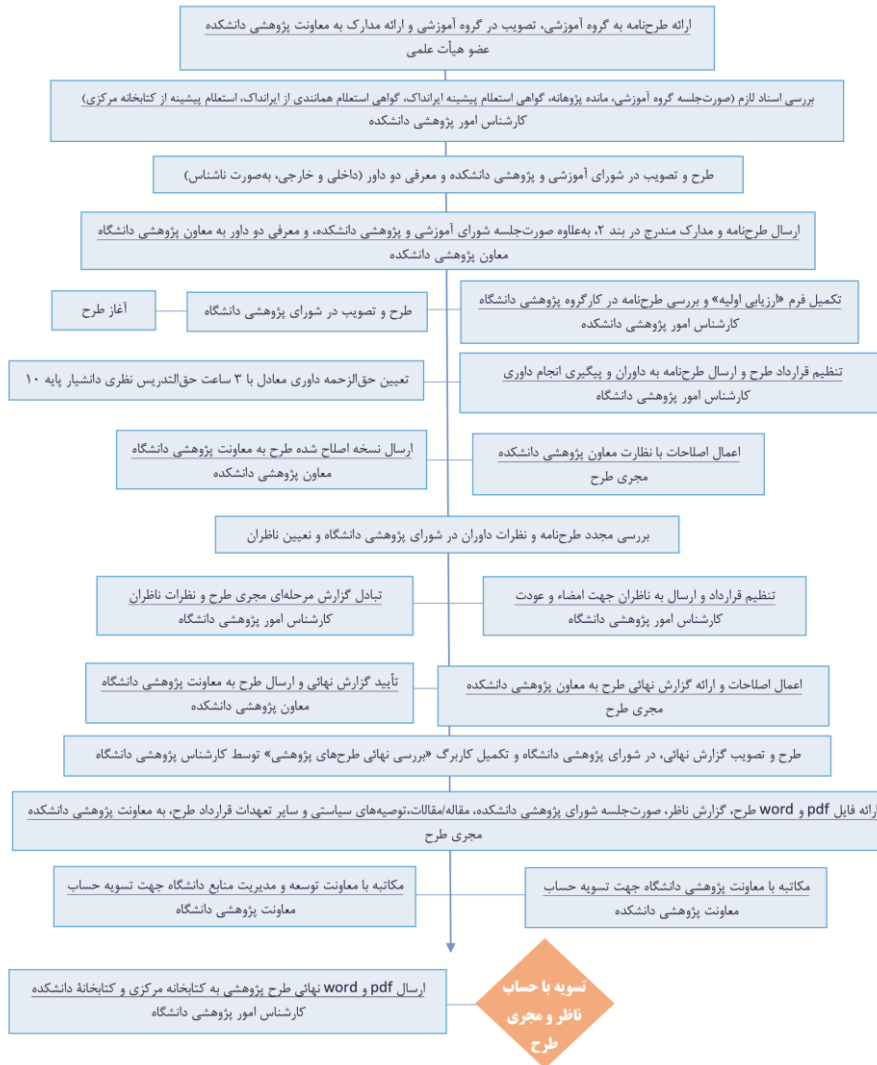 ارائه طرح‌نامه به گروه آموزشی، تصویب در گروه آموزشی و ارائه مدارک به معاونت پژوهشی دانشکده
عضو هیأت علمی
بررسی اسناد لازم (صورت‌جلسه گروه آموزشی، مانده پژوهانه، گواهی استعلام پیشینه ایرانداک، گواهی استعلام همانندی از ایرانداک، استعلام پیشینه از کتابخانه مرکزی)
کارشناس امور پژوهشی دانشکده
طرح و تصویب در شورای آموزشی و پژوهشی دانشکده و معرفی دو داور (داخلی و خارجی، به‌صورت ناشناس)
ارسال طرح‌نامه و مدارک مندرج در بند ۲، به‌علاوه صورت‌جلسه شورای آموزشی و پژوهشی دانشکده، و معرفی دو داور به معاون پژوهشی دانشگاه
معاون پژوهشی دانشکده
تکمیل فرم «ارزیابی اولیه» و بررسی طرح‌نامه در کارگروه پژوهشی دانشگاه
کارشناس امور پژوهشی دانشکده
طرح و تصویب در شورای پژوهشی دانشگاه
آغاز طرح
تنظیم قرارداد طرح و ارسال طرح‌نامه به داوران و پیگیری انجام داوری
کارشناس امور پژوهشی دانشگاه
تعیین حق‌الزحمه داوری معادل با ۳ ساعت حق‌التدریس نظری دانشیار پایه ۱۰
اعمال اصلاحات با نظارت معاون پژوهشی دانشکده
مجری طرح
ارسال نسخه اصلاح شده طرح به معاونت پژوهشی دانشگاه
معاون پژوهشی دانشکده
بررسی مجدد طرح‌نامه و نظرات داوران در شورای پژوهشی دانشگاه و نعیین ناظران
تنظیم قرارداد و ارسال به ناظران جهت امضاء و عودت
کارشناس امور پژوهشی دانشگاه
تبادل گزارش مرحله‌ای مجری طرح و نظرات ناظران
کارشناس امور پژوهشی دانشگاه
اعمال اصلاحات و ارائه گزارش نهائی طرح به معاون پژوهشی دانشکده
مجری طرح
تأیید گزارش نهائی و ارسال طرح به معاونت پژوهشی دانشگاه
معاون پژوهشی دانشکده
طرح و تصویب گزارش نهائی، در شورای پژوهشی دانشگاه و تکمیل کاربرگ «بررسی نهائی طرح‌های پژوهشی» توسط کارشناس پژوهشی دانشگاه
ارائه فایل pdf و word طرح، گزارش ناظر، صورت‌جلسه شورای پژوهشی دانشکده، مقاله/مقالات،توصیه‌های سیاستی و سایر تعهدات قرارداد طرح، به معاونت پژوهشی دانشکده
مجری طرح
مکاتبه با معاونت پژوهشی دانشگاه جهت تسویه حساب
معاونت پژوهشی دانشکده
مکاتبه با معاونت توسعه و مدیریت منابع دانشگاه جهت تسویه حساب
معاونت پژوهشی دانشگاه
تسویه با حساب
ناظر و مجری
طرح
ارسال pdf و word نهائی طرح پژوهشی به کتابخانه مرکزی و کتابخانهٔ دانشکده
کارشناس امور پژوهشی دانشگاه